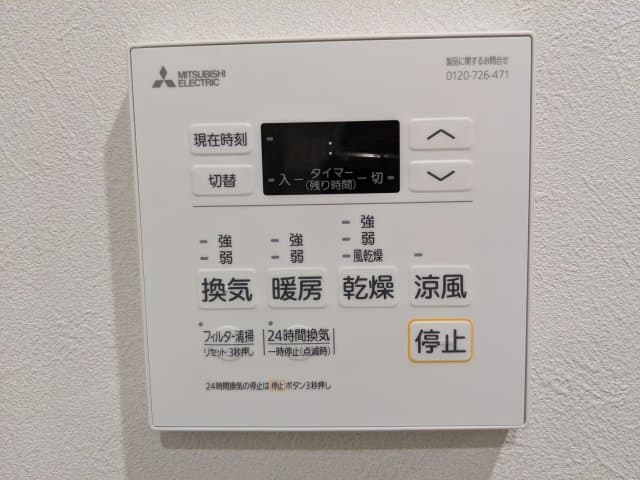 MITSUBISHI
ELECTRIC
製品に関するお問合せ
0120-726-471
現在時刻
切替
入 タイマー 切
(残り時間)
強
弱
強
弱
強
弱
風乾燥
換気 暖房 乾燥 涼風
フィルター清掃
リセット:3秒押し
24時間換気
一時停止(点滅時)
停止
24時間換気の停止は 停止 ボタン3秒押し